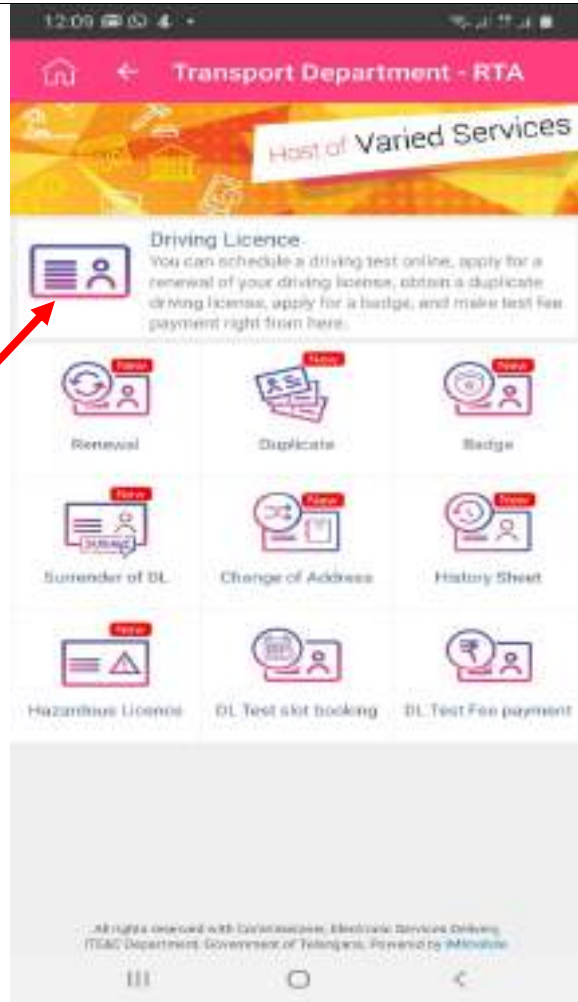 12:09
Transport Department - RTA
Host of Varied Services
Driving Licence
You can schedule a driving test online, apply for a
renewal of your driving license, obtain a duplicate
driving license, apply for a badge, and make test fee
payment right from here.
New
New
New
Renewal
Duplicate
Badge
New
New
New
Surrender of DL
Change of Address
History Sheet
New
Hazardous Licence
DL Test slot booking
DL Test Fee payment
All rights reserved with Commissioner, Electronic Services Delivery,
ITE&C Department, Government of Telangana. Powered by